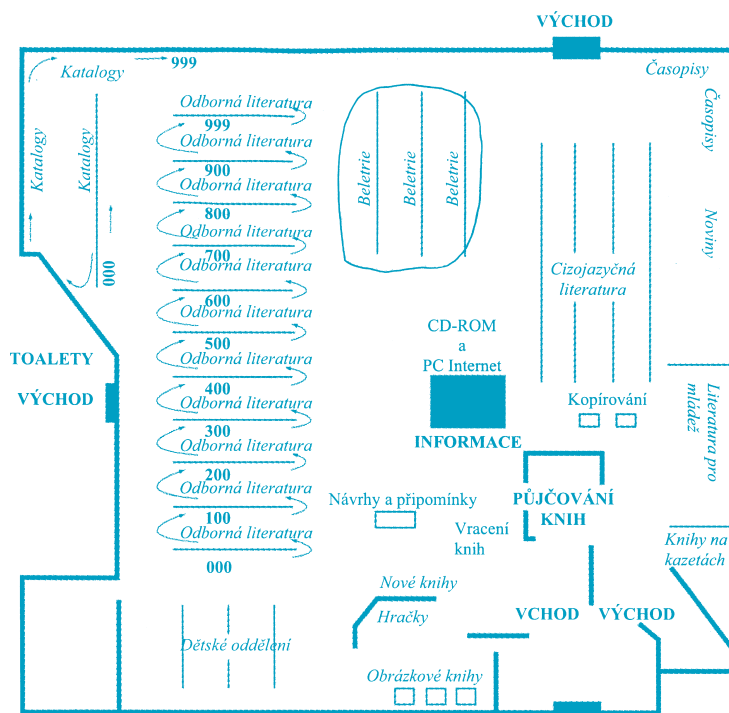 VÝCHOD
Katalogy
999
Časopisy
Časopisy
Katalogy
Katalogy
000
Odborná literatura
999
Odborná literatura
900
Odborná literatura
800
Odborná literatura
700
Odborná literatura
600
Odborná literatura
500
Odborná literatura
400
Odborná literatura
300
Odborná literatura
200
Odborná literatura
100
Odborná literatura
000
Beletrie
Beletrie
Beletrie
Noviny
Cizojazyčná
literatura
CD-ROM
a
PC Internet
INFORMACE
TOALETY
VÝCHOD
Kopírování
Literatura pro
mládež
PŮJČOVÁNÍ
KNIH
Návrhy a připomínky
Vracení
knih
Knihy na
kazetách
Nové knihy
Hračky
VCHOD
VÝCHOD
Dětské oddělení
Obrázkové knihy